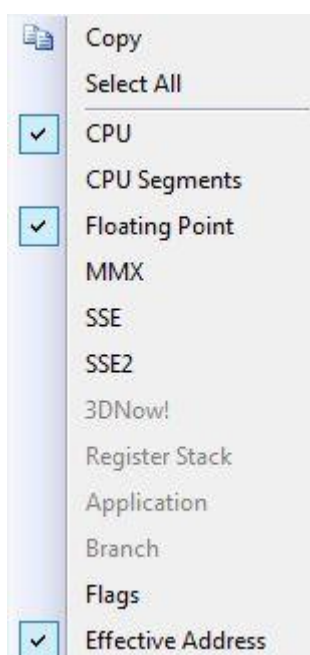 Copy
Select All
CPU
CPU Segments
Floating Point
MMX
SSE
SSE2
3DNow!
Register Stack
Application
Branch
Flags
Effective Address